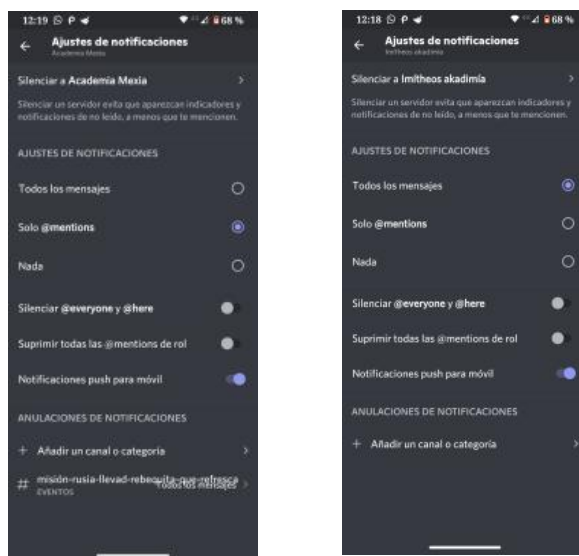 12:19
68 %
Ajustes de notificaciones
Academia Mexia
Silenciar a Academia Mexia
Silenciar un servidor evita que aparezcan indicadores y
notificaciones de no leído, a menos que te mencionen.
AJUSTES DE NOTIFICACIONES
Todos los mensajes
Solo @mentions
Nada
Silenciar @everyone y @here
Suprimir todas las @mentions de rol
Notificaciones push para móvil
ANULACIONES DE NOTIFICACIONES
+ Añadir un canal o categoría
# misión-rusia-llevad-rebequita-que-refresca
Todos los mensajes
EVENTOS
12:18
68 %
Ajustes de notificaciones
Imitheos akadimía
Silenciar a Imitheos akadimía
Silenciar un servidor evita que aparezcan indicadores y
notificaciones de no leído, a menos que te mencionen.
AJUSTES DE NOTIFICACIONES
Todos los mensajes
Solo @mentions
Nada
Silenciar @everyone y @here
Suprimir todas las @mentions de rol
Notificaciones push para móvil
ANULACIONES DE NOTIFICACIONES
+ Añadir un canal o categoría